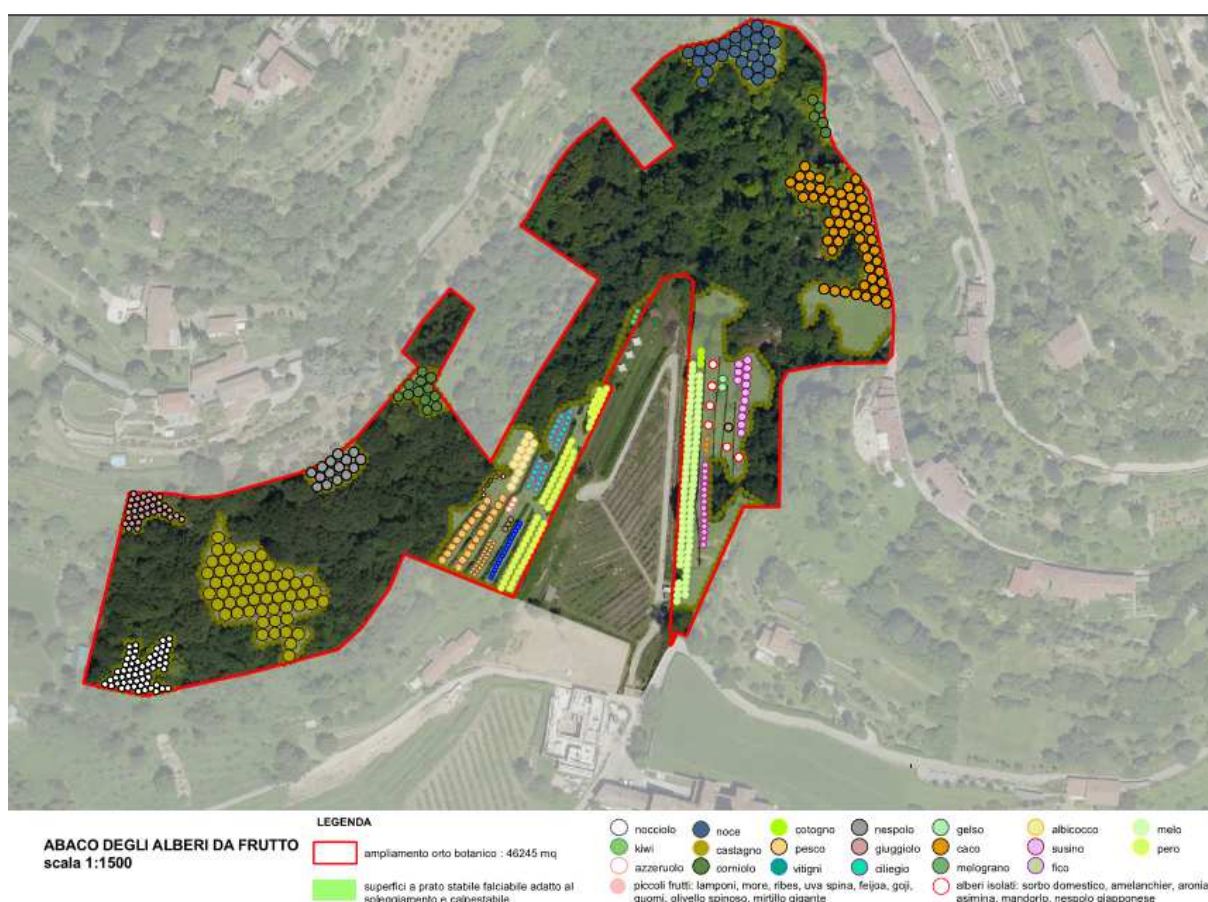 ABACO DEGLI ALBERI DA FRUTTO
scala 1:1500
LEGENDA
ampliamento orto botanico : 46245 mq
superfici a prato stabile falciabile adatto al
soleggiamento e calpestabile
nocciolo
kiwi
azzeruolo
noce
castagno
corniolo
cotogno
pesco
vitigni
nespolo
giuggiolo
ciliegio
gelso
caco
melograno
albicocco
susino
fico
melo
pero
piccoli frutti: lamponi, more, ribes, uva spina, feijoa, goji,
guomi, olivello spinoso, mirtillo gigante
alberi isolati: sorbo domestico, amelanchier, aronia,
asimina, mandorlo, nespolo giapponese